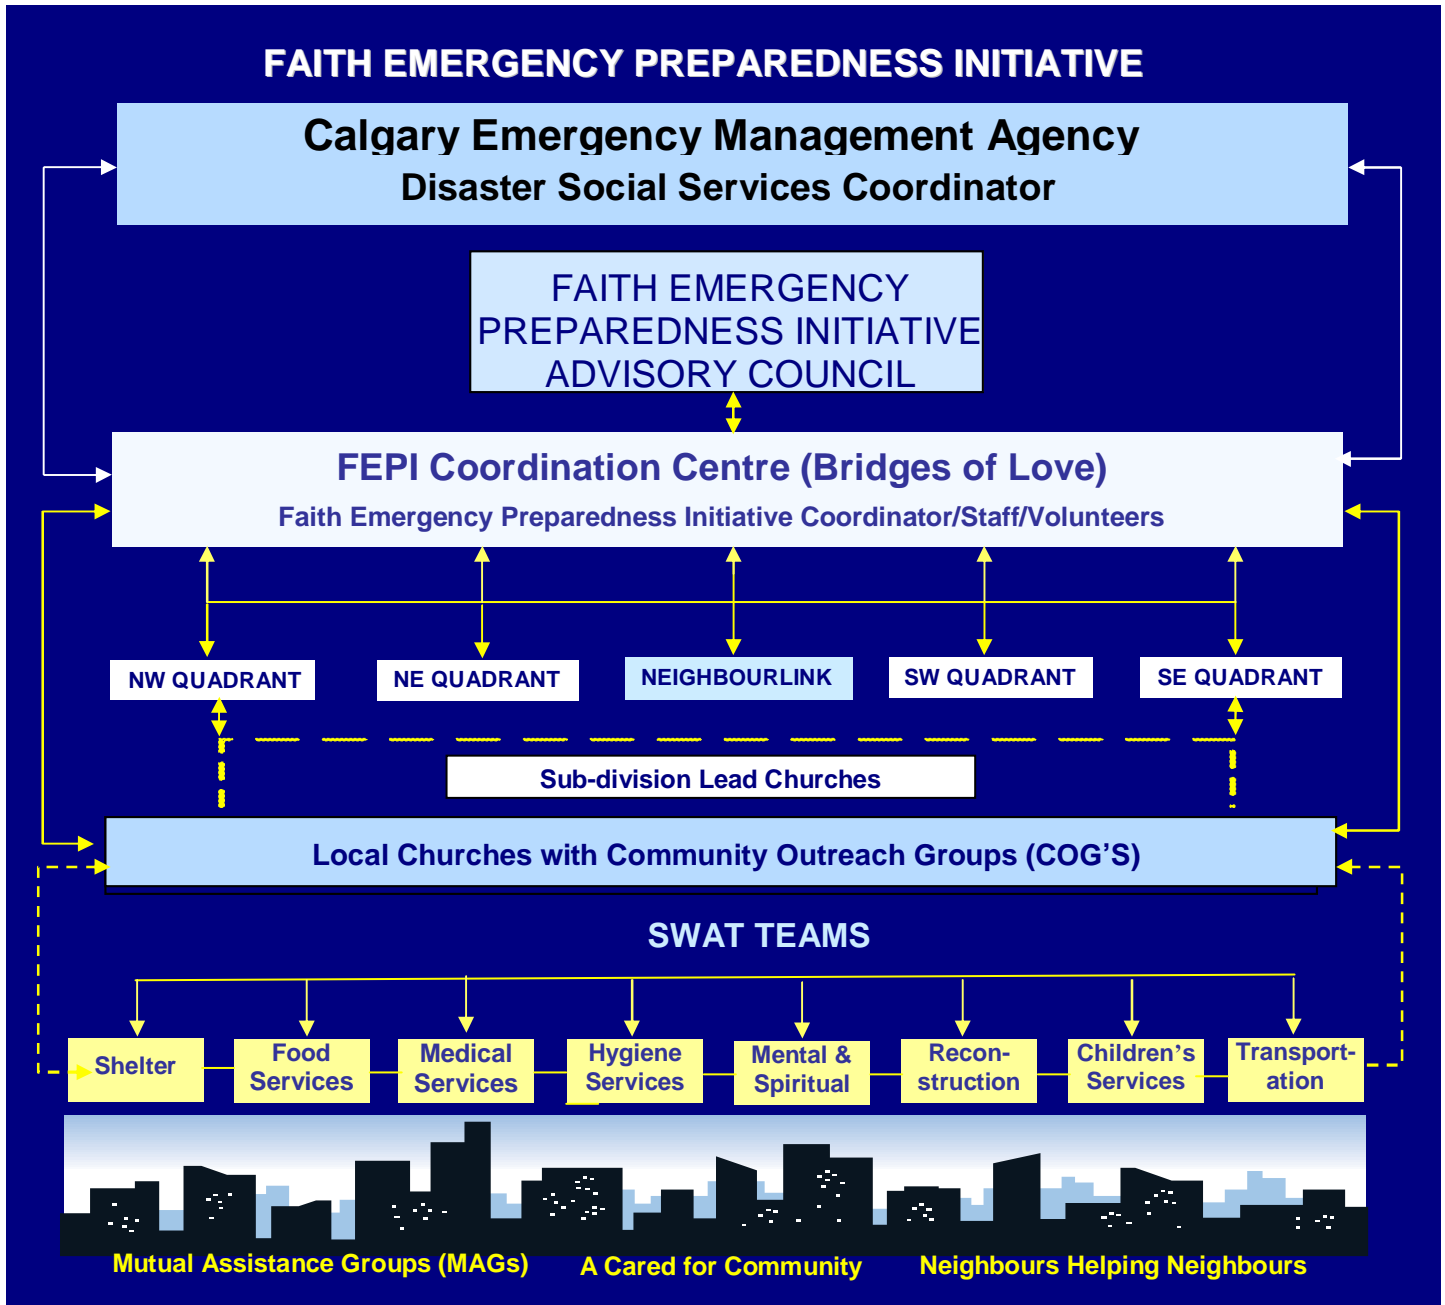 FAITH EMERGENCY PREPAREDNESS INITIATIVE
Calgary Emergency Management Agency
Disaster Social Services Coordinator
FAITH EMERGENCY
PREPAREDNESS INITIATIVE
ADVISORY COUNCIL
FEPI Coordination Centre (Bridges of Love)
Faith Emergency Preparedness Initiative Coordinator/Staff/Volunteers
NW QUADRANT
NE QUADRANT
NEIGHBOURLINK
SW QUADRANT
SE QUADRANT
Sub-division Lead Churches
Local Churches with Community Outreach Groups (COG’S)
SWAT TEAMS
Shelter
Food
Services
Medical
Services
Hygiene
Services
Mental &
Spiritual
Recon-
struction
Children’s
Services
Transport-
ation
Mutual Assistance Groups (MAGs)
A Cared for Community
Neighbours Helping Neighbours